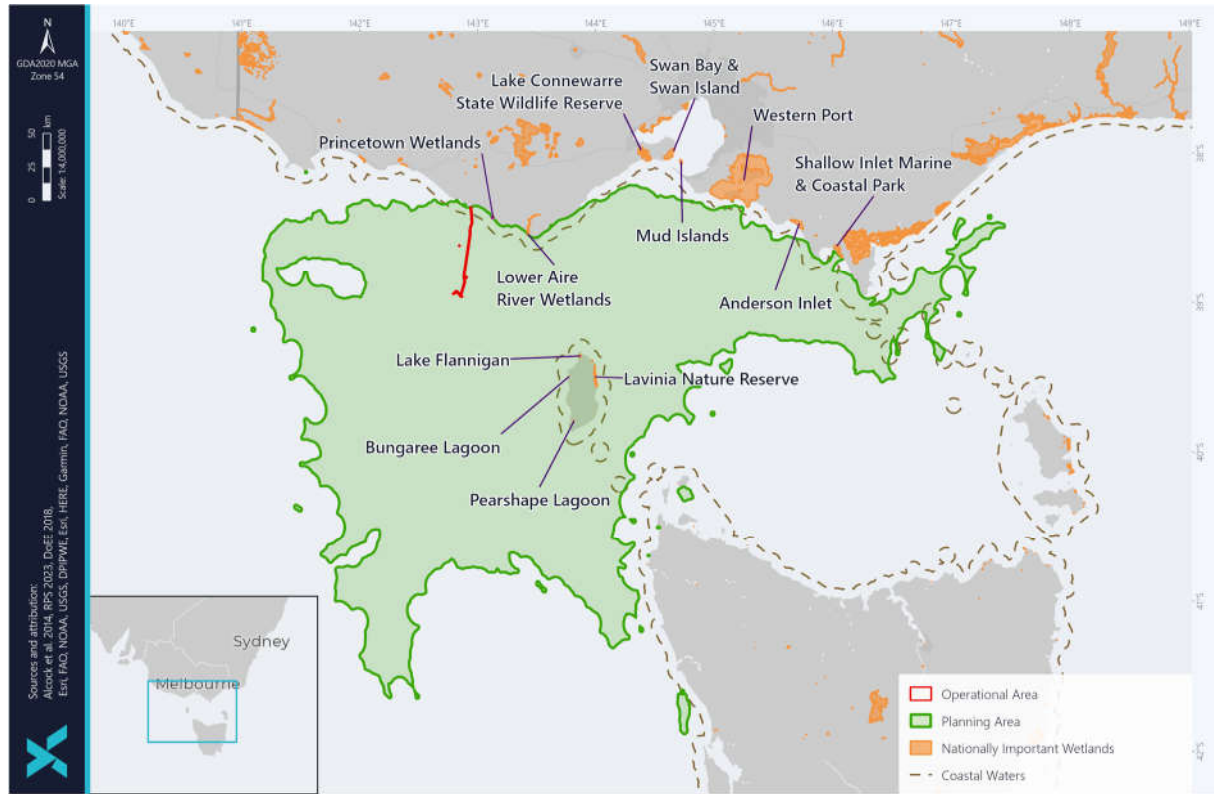 140°E
141°E
142°E
143°E
144°E
145°E
146°E
147°E
148°E
149°E
N
GDA2020 MGA
Zone 54
0 25 50
km
Scale: 1:4,000,000
Sources and attribution:
Alcock et al. 2014, RPS 2023, DoEE 2018,
Esri, FAO, NOAA, USGS, DPIPWE, Esri, HERE, Garmin, FAO, NOAA, USGS
Lake Connewarre
State Wildlife Reserve
Swan Bay &
Swan Island
Western Port
Princetown Wetlands
Shallow Inlet Marine
& Coastal Park
Mud Islands
Lower Aire
River Wetlands
Anderson Inlet
Lake Flannigan
Lavinia Nature Reserve
Bungaree Lagoon
Pearshape Lagoon
38°S
39°S
40°S
41°S
42°S
Sydney
Melbourne
Operational Area
Planning Area
Nationally Important Wetlands
Coastal Waters